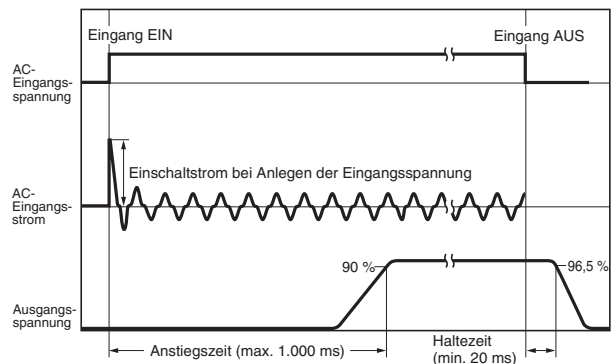 Eingang EIN
Eingang AUS
AC-
Eingangs-
spannung
Einschaltstrom bei Anlegen der Eingangsspannung
AC-
Eingangs-
strom
90 %
96,5 %
Ausgangs-
spannung
Anstiegszeit (max. 1.000 ms)
Haltezeit
(min. 20 ms)